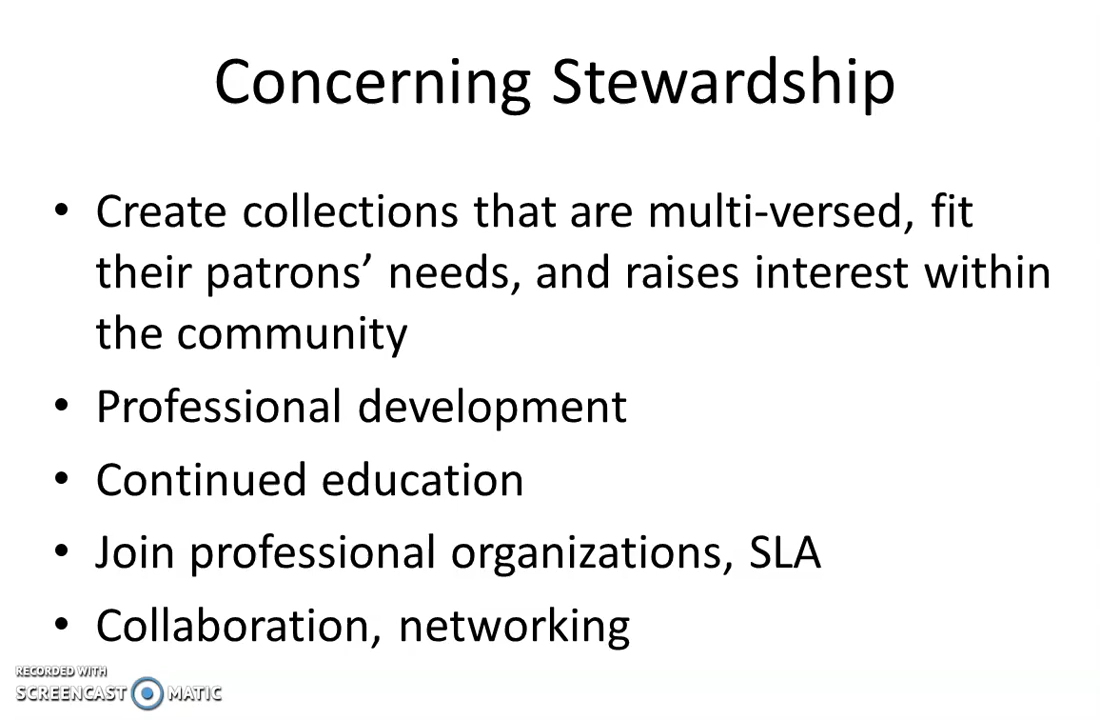 Concerning Stewardship
• Create collections that are multi-versed, fit
their patrons’ needs, and raises interest within
the community
• Professional development
• Continued education
• Join professional organizations, SLA
• Collaboration, networking
RECORDED WITH
SCREENCAST MATIC